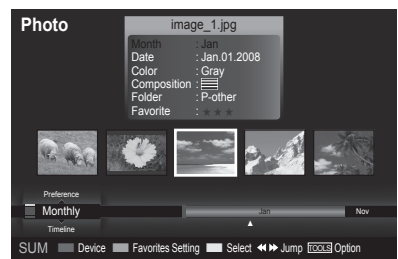 Photo
image_1.jpg
Month : Jan
Date : Jan.01.2008
Color : Gray
Composition :
Folder : P-other
Favorite : ★★★
Preference
Monthly
Timeline
Jan
Nov
SUM Device Favorites Setting Select ◀◀ ▶▶ Jump TOOLS Option